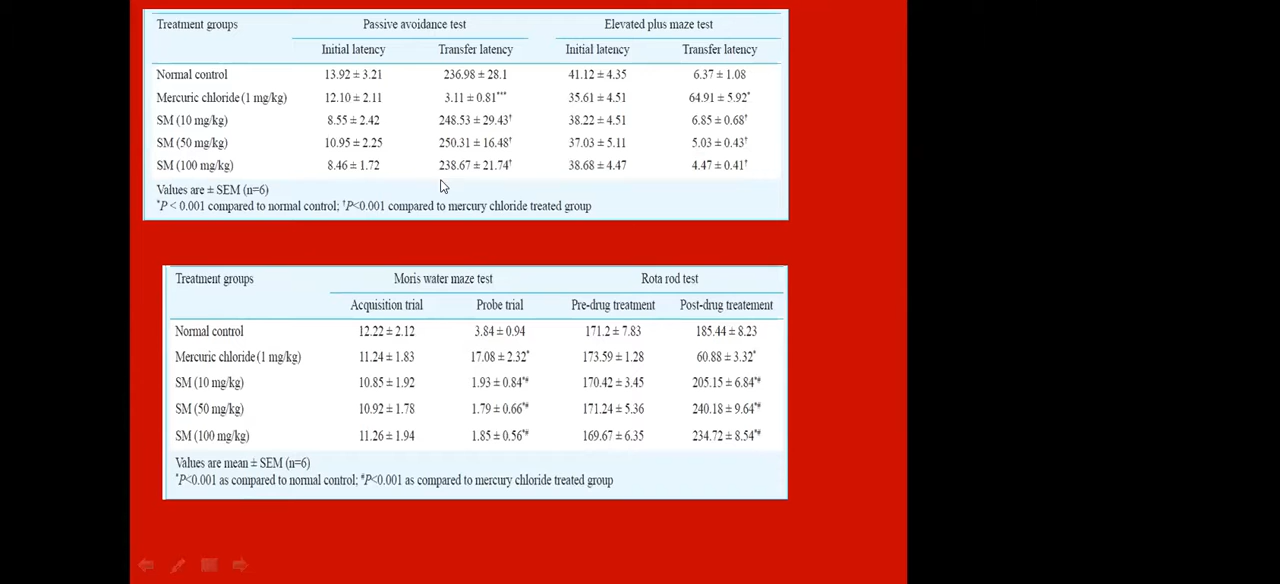 Treatment groups Passive avoidance test Elevated plus maze test
Initial latency Transfer latency Initial latency Transfer latency
Normal control 13.92 ± 3.21 236.98 ± 28.1 41.12 ± 4.35 6.37 ± 1.08
Mercuric chloride (1 mg/kg) 12.10 ± 2.11 3.11 ± 0.81*** 35.61 ± 4.51 64.91 ± 5.92*
SM (10 mg/kg) 8.55 ± 2.42 248.53 ± 29.43† 38.22 ± 4.51 6.85 ± 0.68†
SM (50 mg/kg) 10.95 ± 2.25 250.31 ± 16.48† 37.03 ± 5.11 5.03 ± 0.43†
SM (100 mg/kg) 8.46 ± 1.72 238.67 ± 21.74† 38.68 ± 4.47 4.47 ± 0.41†
Values are ± SEM (n=6)
*P < 0.001 compared to normal control; †P<0.001 compared to mercury chloride treated group
Treatment groups Moris water maze test Rota rod test
Acquisition trial Probe trial Pre-drug treatment Post-drug treatement
Normal control 12.22 ± 2.12 3.84 ± 0.94 171.2 ± 7.83 185.44 ± 8.23
Mercuric chloride (1 mg/kg) 11.24 ± 1.83 17.08 ± 2.32* 173.59 ± 1.28 60.88 ± 3.32*
SM (10 mg/kg) 10.85 ± 1.92 1.93 ± 0.84*# 170.42 ± 3.45 205.15 ± 6.84*#
SM (50 mg/kg) 10.92 ± 1.78 1.79 ± 0.66*# 171.24 ± 5.36 240.18 ± 9.64*#
SM (100 mg/kg) 11.26 ± 1.94 1.85 ± 0.56*# 169.67 ± 6.35 234.72 ± 8.54*#
Values are mean ± SEM (n=6)
*P<0.001 as compared to normal control; #P<0.001 as compared to mercury chloride treated group